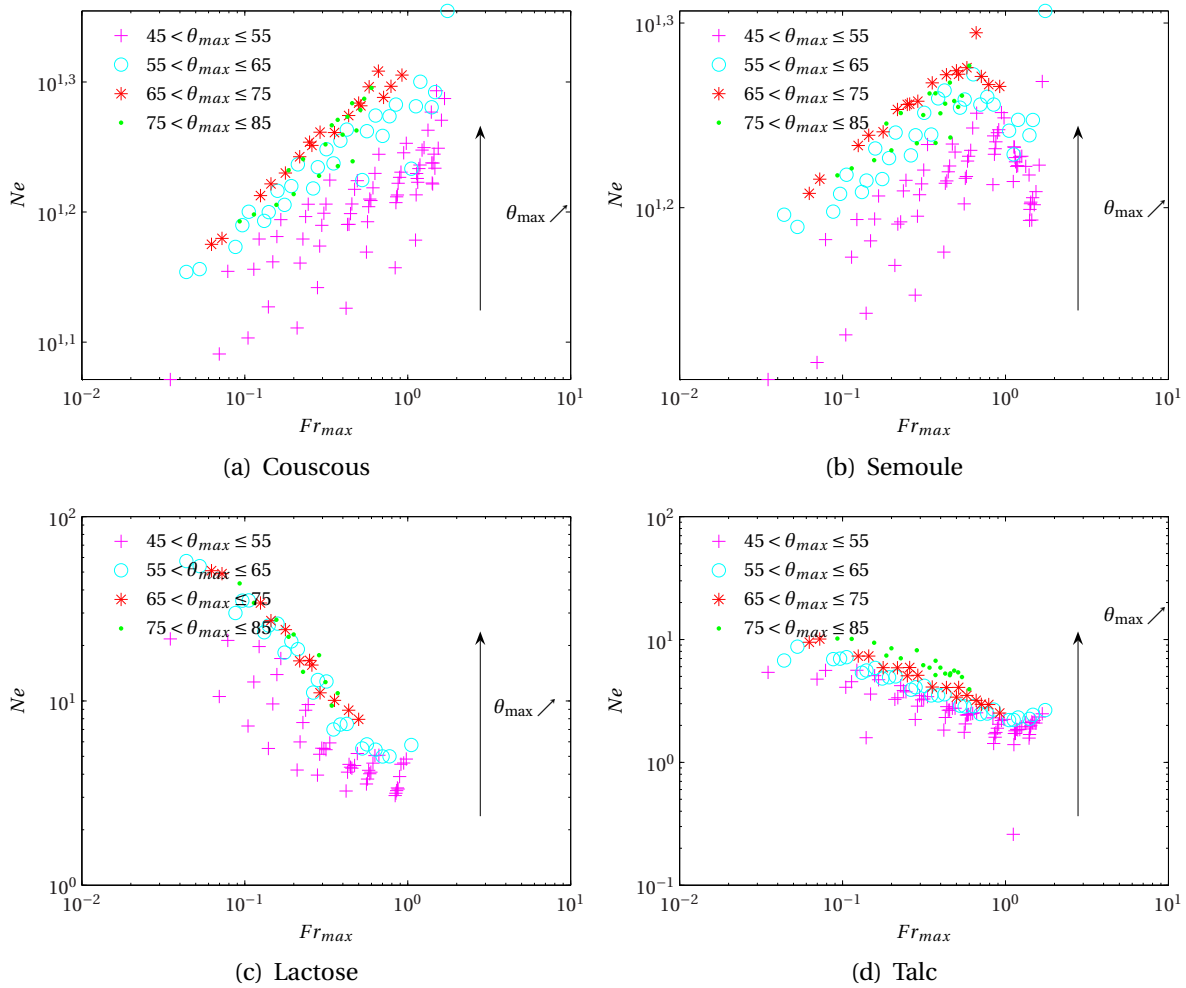 45 < θmax ≤ 55
55 < θmax ≤ 65
65 < θmax ≤ 75
75 < θmax ≤ 85
10^1,3
10^1,2
10^1,1
Ne
θmax ↗
10^−2 10^−1 10^0 10^1
Frmax
(a) Couscous
45 < θmax ≤ 55
55 < θmax ≤ 65
65 < θmax ≤ 75
75 < θmax ≤ 85
10^1,3
10^1,2
Ne
θmax ↗
10^−2 10^−1 10^0 10^1
Frmax
(b) Semoule
45 < θmax ≤ 55
55 < θmax ≤ 65
65 < θmax ≤ 75
75 < θmax ≤ 85
10^2
10^1
10^0
Ne
θmax ↗
10^−2 10^−1 10^0 10^1
Frmax
(c) Lactose
45 < θmax ≤ 55
55 < θmax ≤ 65
65 < θmax ≤ 75
75 < θmax ≤ 85
10^2
10^1
10^0
10^−1
Ne
θmax ↗
10^−2 10^−1 10^0 10^1
Frmax
(d) Talc